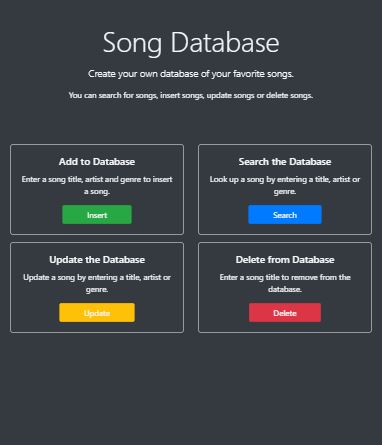 Song Database
Create your own database of your favorite songs.
You can search for songs, insert songs, update songs or delete songs.
Add to Database
Enter a song title, artist and genre to insert
a song.
Insert
Search the Database
Look up a song by entering a title, artist or
genre.
Search
Update the Database
Update a song by entering a title, artist or
genre.
Update
Delete from Database
Enter a song title to remove from the
database.
Delete